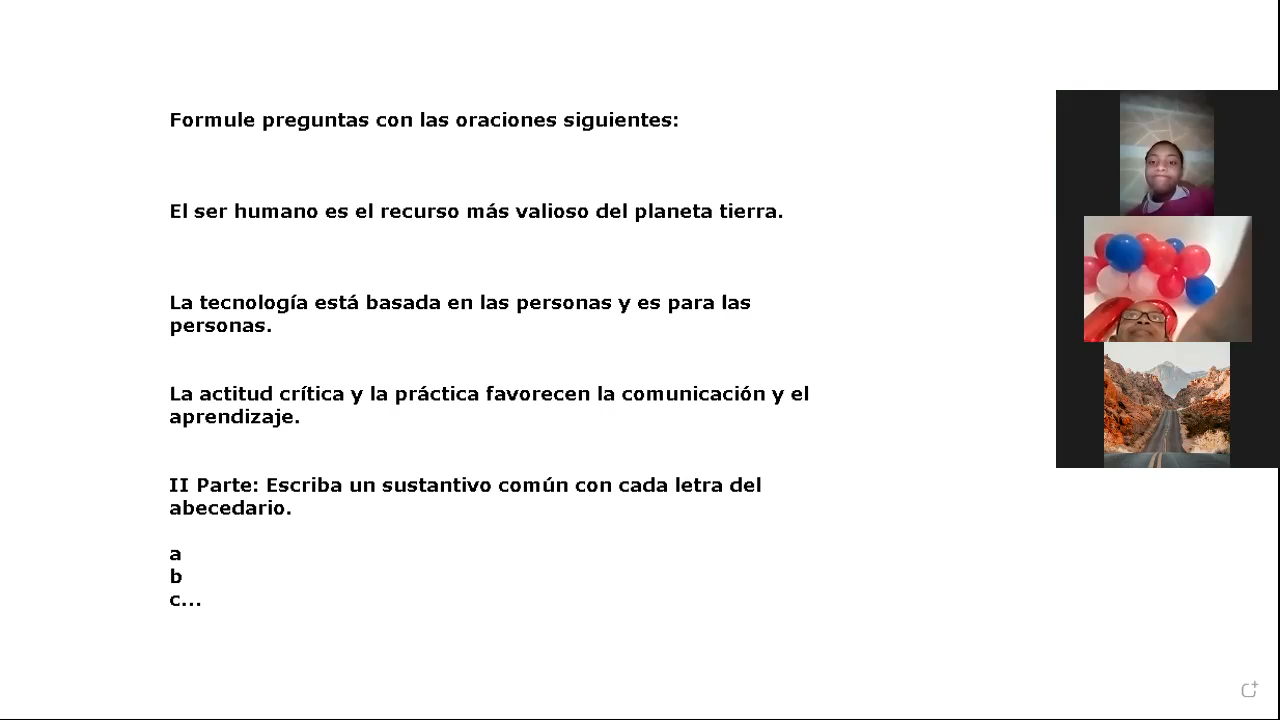 Formule preguntas con las oraciones siguientes:
El ser humano es el recurso más valioso del planeta tierra.
La tecnología está basada en las personas y es para las
personas.
La actitud crítica y la práctica favorecen la comunicación y el
aprendizaje.
II Parte: Escriba un sustantivo común con cada letra del
abecedario.
a
b
c...